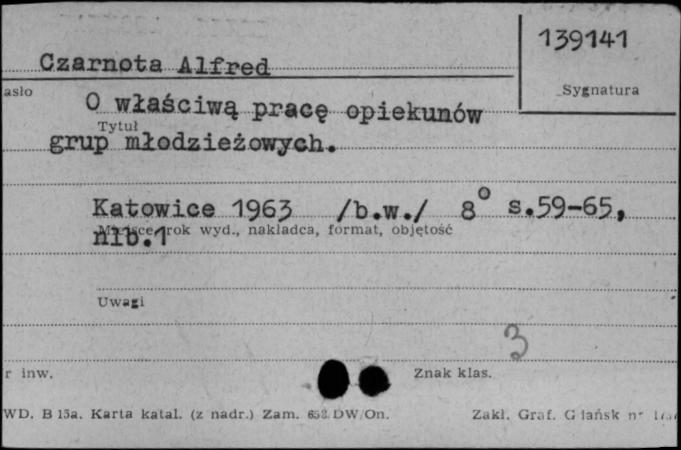 139141
Czarnota Alfred
asło
Sygnatura
O właściwą pracę opiekunów
Tytuł
grup młodzieżowych.
Katowice 1963 /b.w./ 8° s.59-65,
Miejsce, rok wyd., nakładca, format, objętość
nlb.1
Uwagi
3
r inw.
Znak klas.
WD. B 15a. Karta katal. (z nadr.) Zam. DW/On.
Zakł. Graf. Gdańsk nr